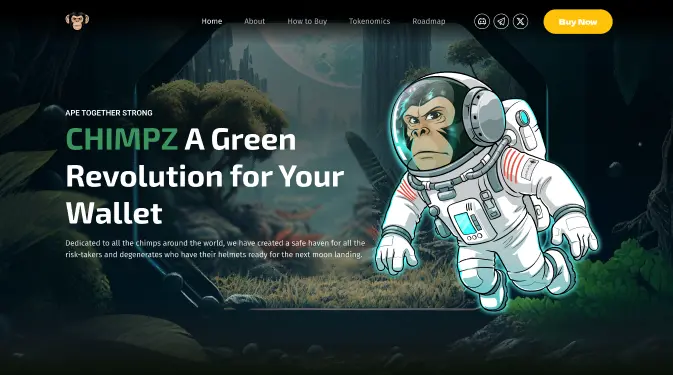 Home About How to Buy Tokenomics Roadmap Buy Now
APE TOGETHER STRONG
CHIMPZ A Green
Revolution for Your
Wallet
Dedicated to all the chimps around the world, we have created a safe haven for all the
risk-takers and degenerates who have their helmets ready for the next moon landing.